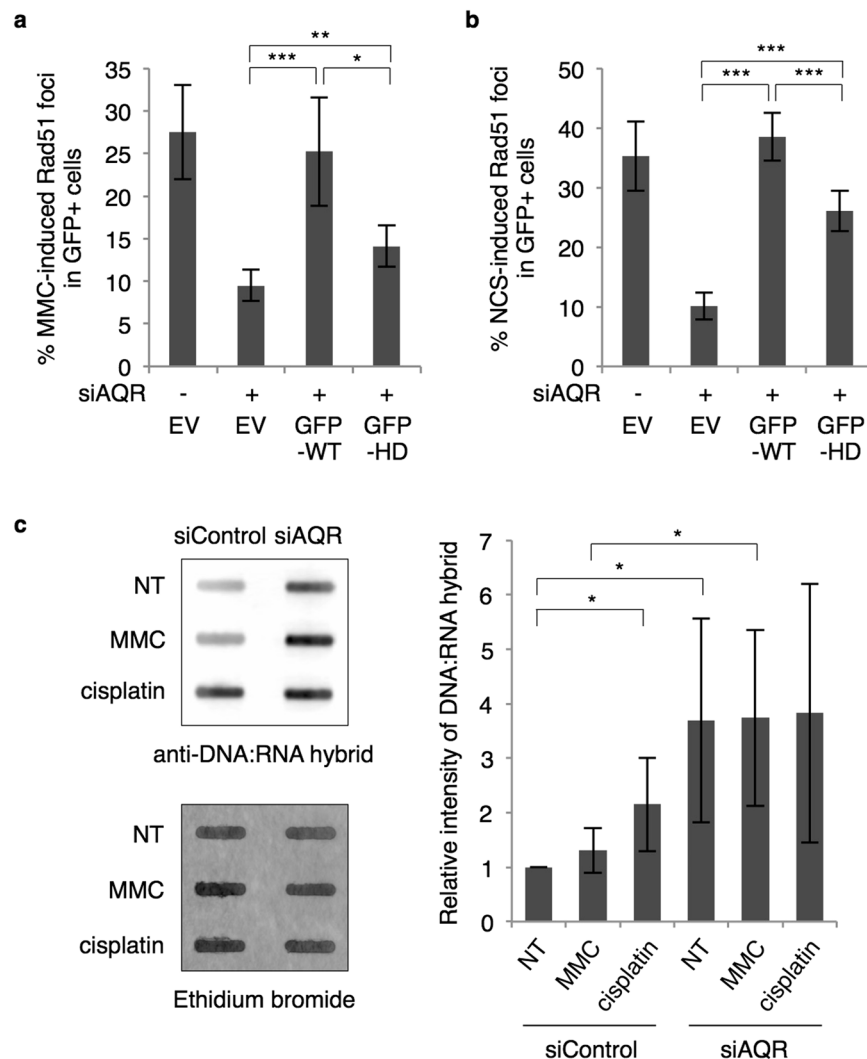 a
% MMC-induced Rad51 foci
in GFP+ cells
35
30
25
20
15
10
5
0
**
*** *
siAQR - + + +
EV EV GFP GFP
-WT -HD
b
% NCS-induced Rad51 foci
in GFP+ cells
50
40
30
20
10
0
***
*** ***
siAQR - + + +
EV EV GFP GFP
-WT -HD
c
siControl siAQR
NT
MMC
cisplatin
anti-DNA:RNA hybrid
NT
MMC
cisplatin
Ethidium bromide
Relative intensity of DNA:RNA hybrid
7
6
5
4
3
2
1
0
*
*
*
NT MMC cisplatin NT MMC cisplatin
siControl siAQR